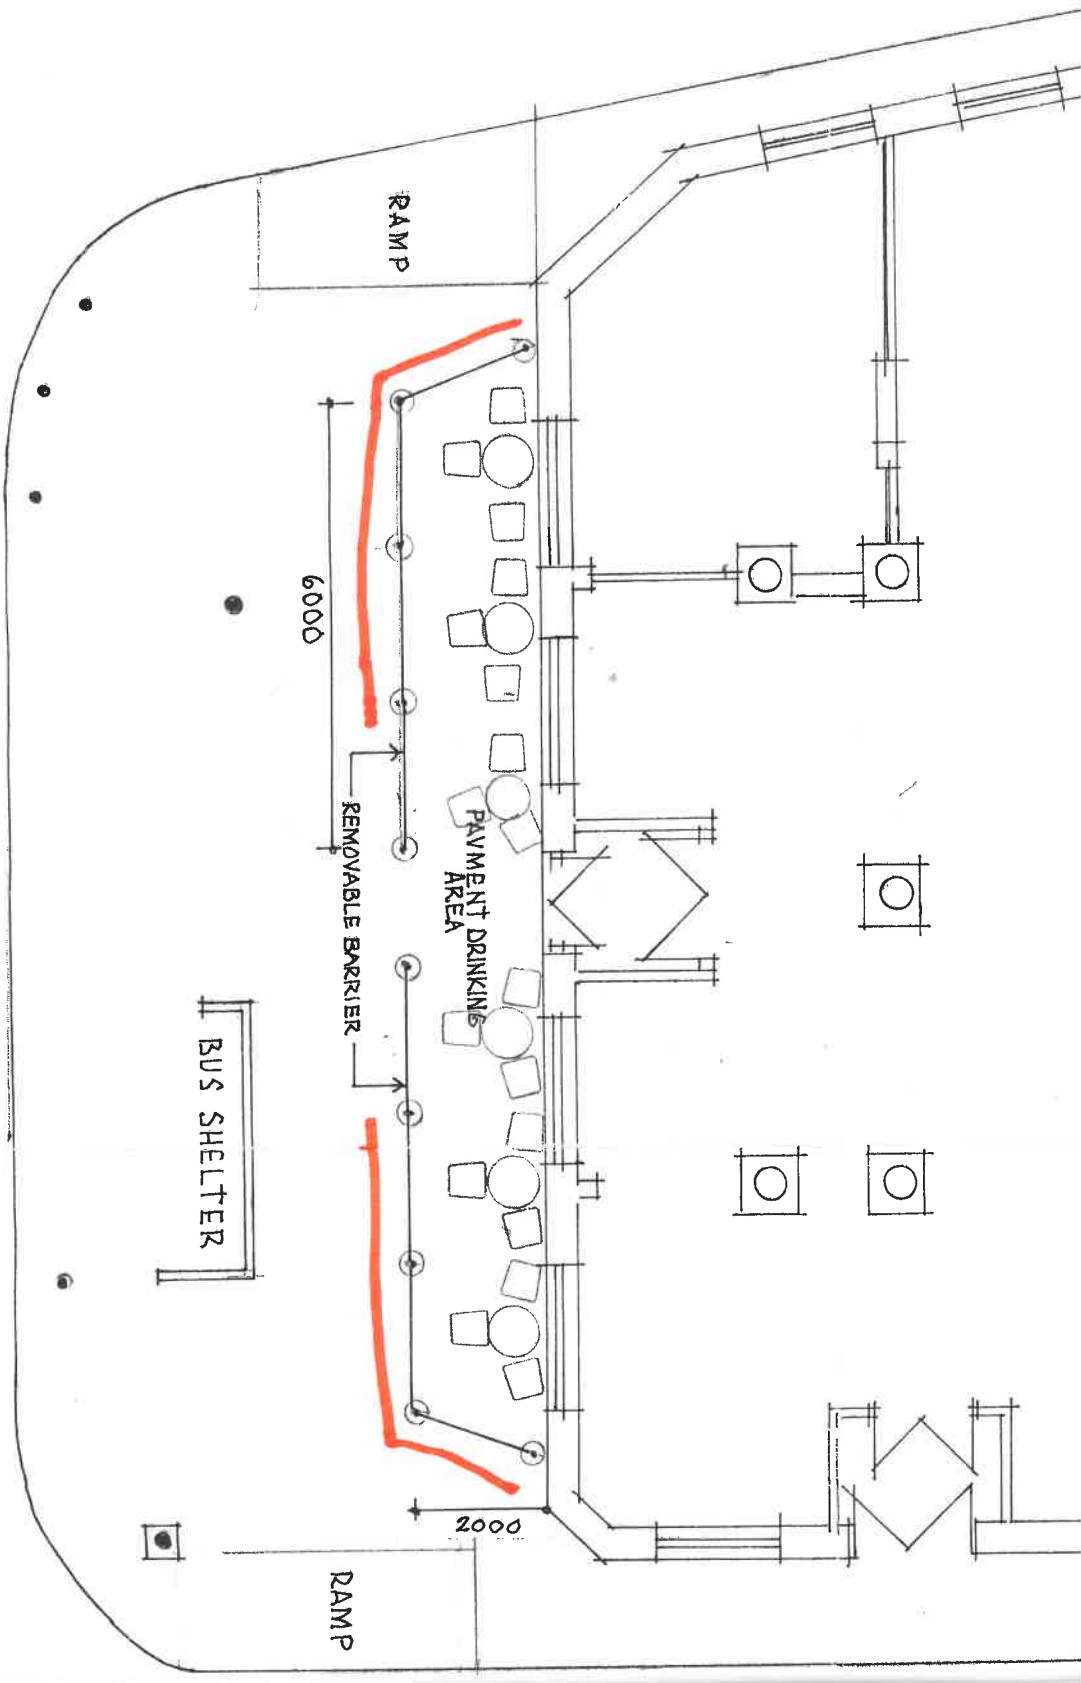 RAMP
6000
REMOVABLE BARRIER
PAVMENT DRINKING
AREA
BUS SHELTER
2000
RAMP